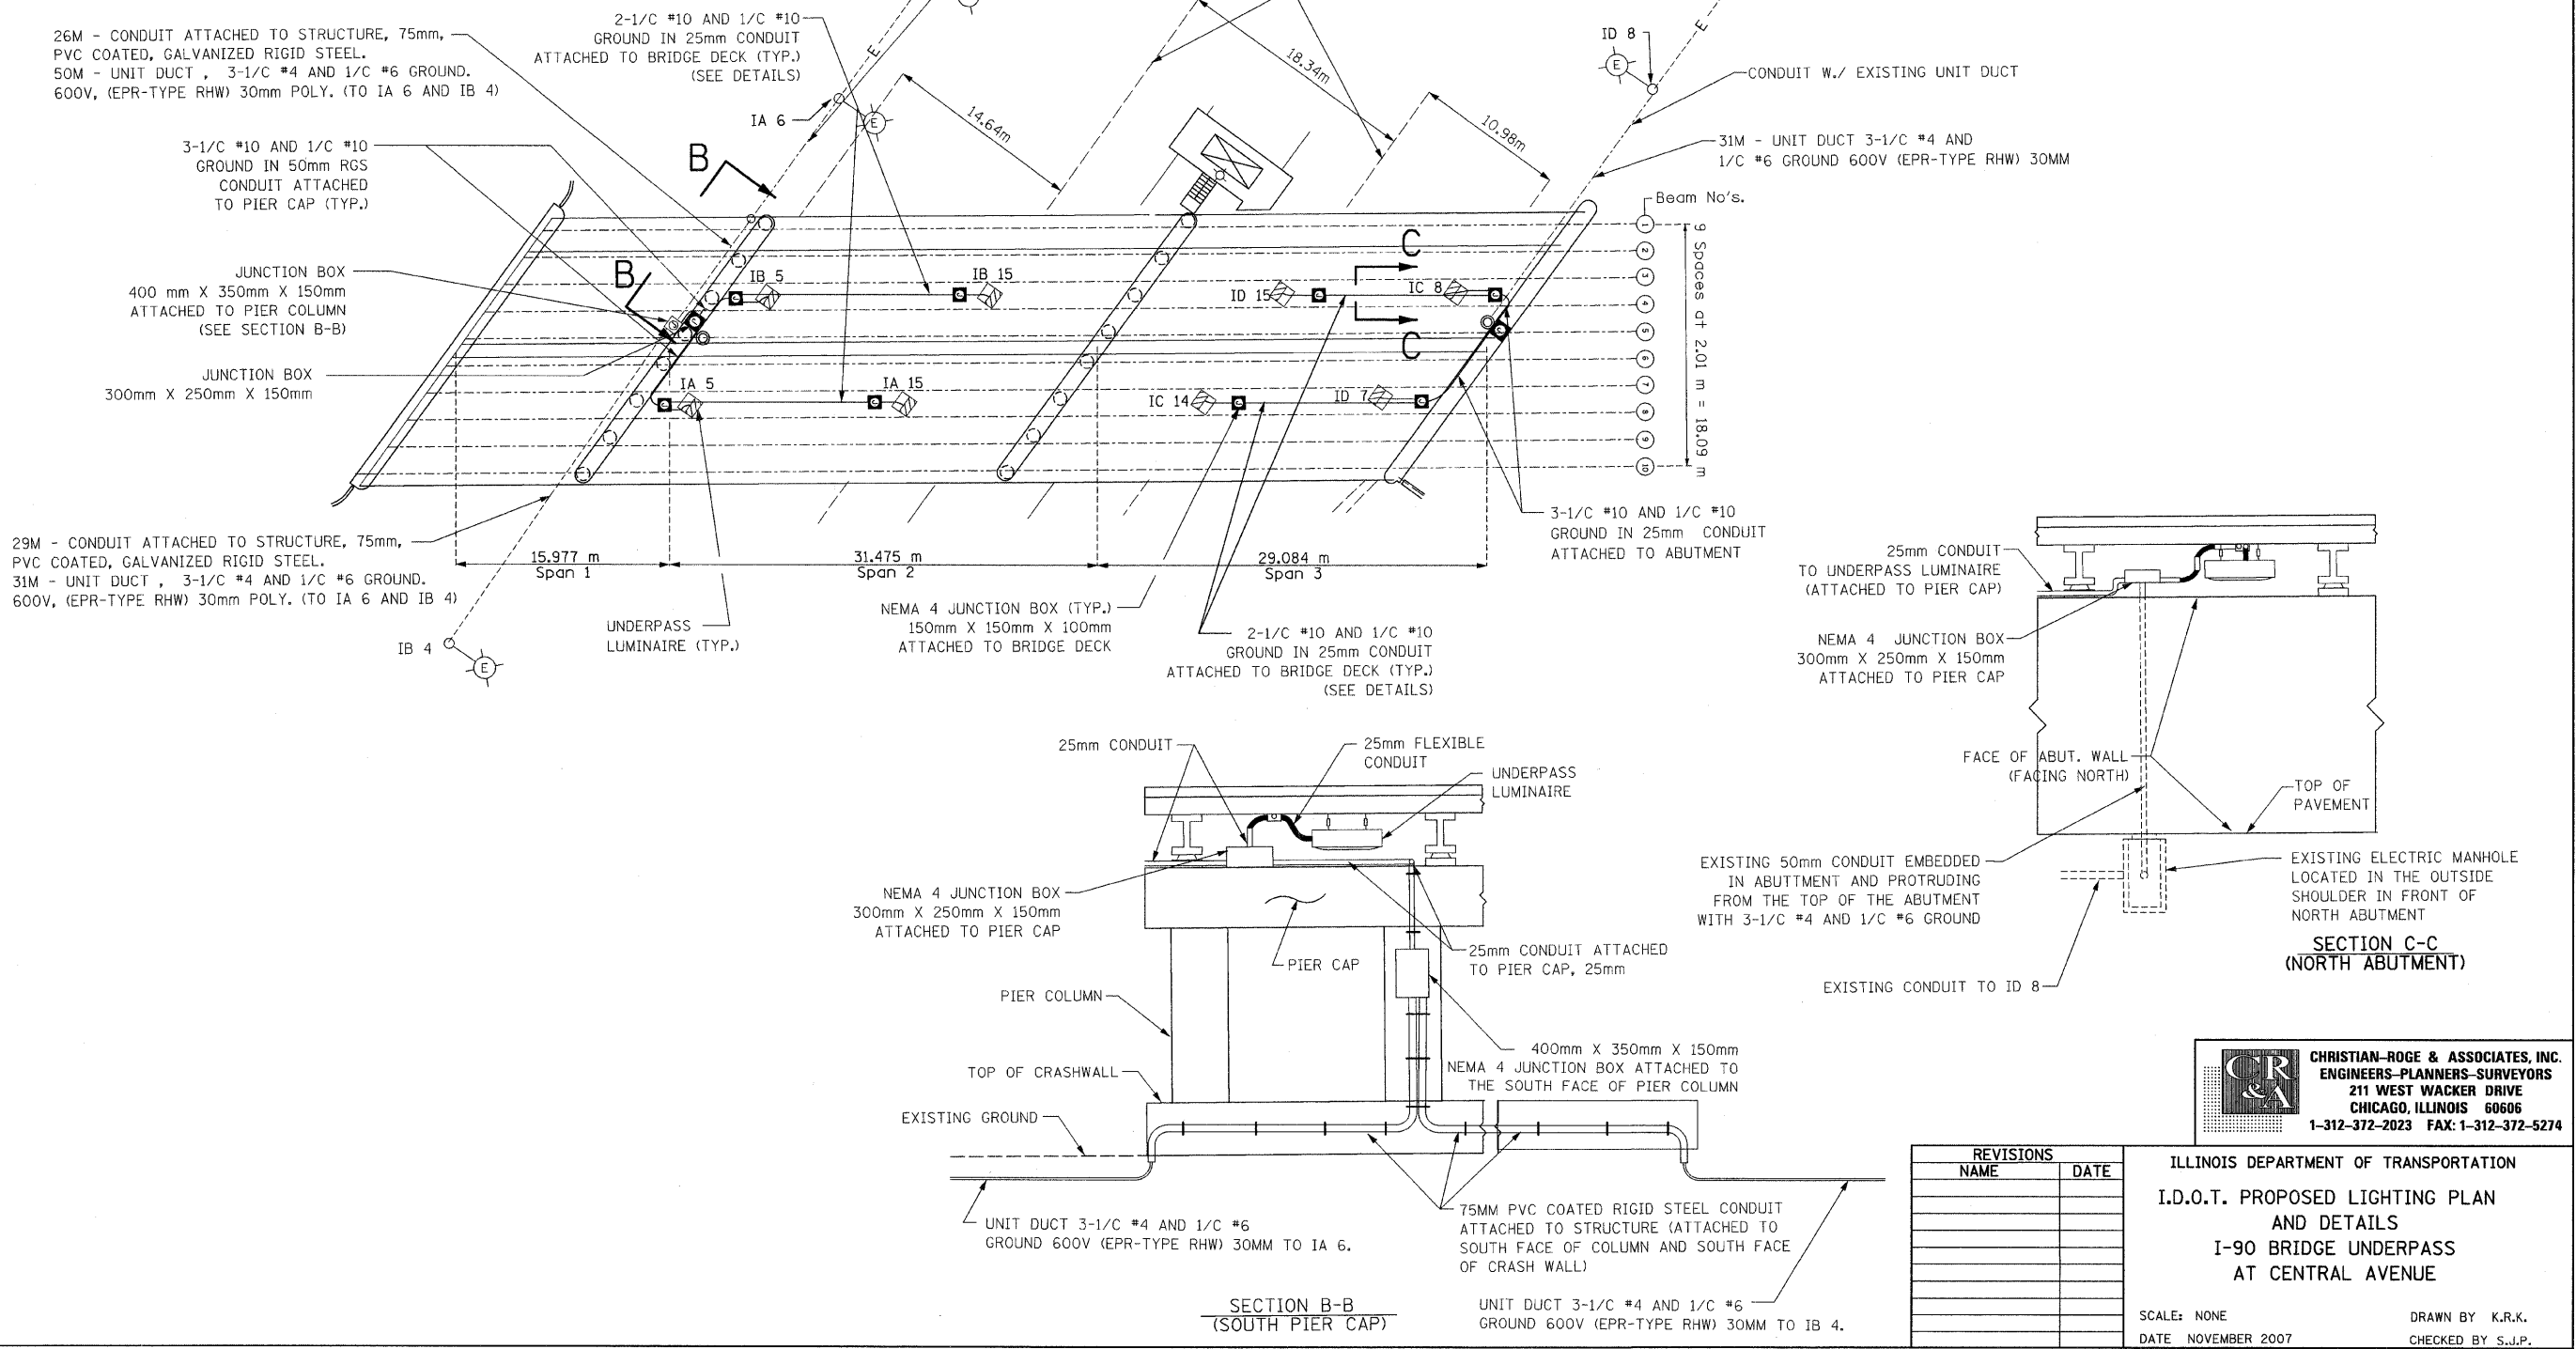 26M - CONDUIT ATTACHED TO STRUCTURE, 75mm,
PVC COATED, GALVANIZED RIGID STEEL.
50M - UNIT DUCT , 3-1/C #4 AND 1/C #6 GROUND.
600V, (EPR-TYPE RHW) 30mm POLY. (TO IA 6 AND IB 4)
2-1/C #10 AND 1/C #10
GROUND IN 25mm CONDUIT
ATTACHED TO BRIDGE DECK (TYP.)
(SEE DETAILS)
E
IA 6
E
14.64m
18.34m
10.98m
ID 8
E
E
CONDUIT W./ EXISTING UNIT DUCT
31M - UNIT DUCT 3-1/C #4 AND
1/C #6 GROUND 600V (EPR-TYPE RHW) 30MM
3-1/C #10 AND 1/C #10
GROUND IN 50mm RGS
CONDUIT ATTACHED
TO PIER CAP (TYP.)
B
B
JUNCTION BOX
400 mm X 350mm X 150mm
ATTACHED TO PIER COLUMN
(SEE SECTION B-B)
JUNCTION BOX
300mm X 250mm X 150mm
IB 5
IB 15
ID 15
IC 8
C
C
IA 5
IA 15
IC 14
ID 7
Beam No's.
1
2
3
4
5
6
7
8
9
10
9 Spaces at 2.01 m = 18.09 m
29M - CONDUIT ATTACHED TO STRUCTURE, 75mm,
PVC COATED, GALVANIZED RIGID STEEL.
31M - UNIT DUCT , 3-1/C #4 AND 1/C #6 GROUND.
600V, (EPR-TYPE RHW) 30mm POLY. (TO IA 6 AND IB 4)
15.977 m
Span 1
31.475 m
Span 2
29.084 m
Span 3
IB 4
E
UNDERPASS
LUMINAIRE (TYP.)
NEMA 4 JUNCTION BOX (TYP.)
150mm X 150mm X 100mm
ATTACHED TO BRIDGE DECK
2-1/C #10 AND 1/C #10
GROUND IN 25mm CONDUIT
ATTACHED TO BRIDGE DECK (TYP.)
(SEE DETAILS)
3-1/C #10 AND 1/C #10
GROUND IN 25mm CONDUIT
ATTACHED TO ABUTMENT
25mm CONDUIT
TO UNDERPASS LUMINAIRE
(ATTACHED TO PIER CAP)
NEMA 4 JUNCTION BOX
300mm X 250mm X 150mm
ATTACHED TO PIER CAP
FACE OF ABUT. WALL
(FACING NORTH)
TOP OF
PAVEMENT
EXISTING 50mm CONDUIT EMBEDDED
IN ABUTTMENT AND PROTRUDING
FROM THE TOP OF THE ABUTMENT
WITH 3-1/C #4 AND 1/C #6 GROUND
EXISTING ELECTRIC MANHOLE
LOCATED IN THE OUTSIDE
SHOULDER IN FRONT OF
NORTH ABUTMENT
EXISTING CONDUIT TO ID 8
SECTION C-C
(NORTH ABUTMENT)
25mm CONDUIT
25mm FLEXIBLE
CONDUIT
UNDERPASS
LUMINAIRE
NEMA 4 JUNCTION BOX
300mm X 250mm X 150mm
ATTACHED TO PIER CAP
PIER CAP
25mm CONDUIT ATTACHED
TO PIER CAP, 25mm
PIER COLUMN
400mm X 350mm X 150mm
NEMA 4 JUNCTION BOX ATTACHED TO
THE SOUTH FACE OF PIER COLUMN
TOP OF CRASHWALL
EXISTING GROUND
UNIT DUCT 3-1/C #4 AND 1/C #6
GROUND 600V (EPR-TYPE RHW) 30MM TO IA 6.
75MM PVC COATED RIGID STEEL CONDUIT
ATTACHED TO STRUCTURE (ATTACHED TO
SOUTH FACE OF COLUMN AND SOUTH FACE
OF CRASH WALL)
UNIT DUCT 3-1/C #4 AND 1/C #6
GROUND 600V (EPR-TYPE RHW) 30MM TO IB 4.
SECTION B-B
(SOUTH PIER CAP)
CR&A
CHRISTIAN-ROGE & ASSOCIATES, INC.
ENGINEERS-PLANNERS-SURVEYORS
211 WEST WACKER DRIVE
CHICAGO, ILLINOIS 60606
1-312-372-2023 FAX: 1-312-372-5274
REVISIONS
NAME DATE
ILLINOIS DEPARTMENT OF TRANSPORTATION
I.D.O.T. PROPOSED LIGHTING PLAN
AND DETAILS
I-90 BRIDGE UNDERPASS
AT CENTRAL AVENUE
SCALE: NONE
DATE NOVEMBER 2007
DRAWN BY K.R.K.
CHECKED BY S.J.P.